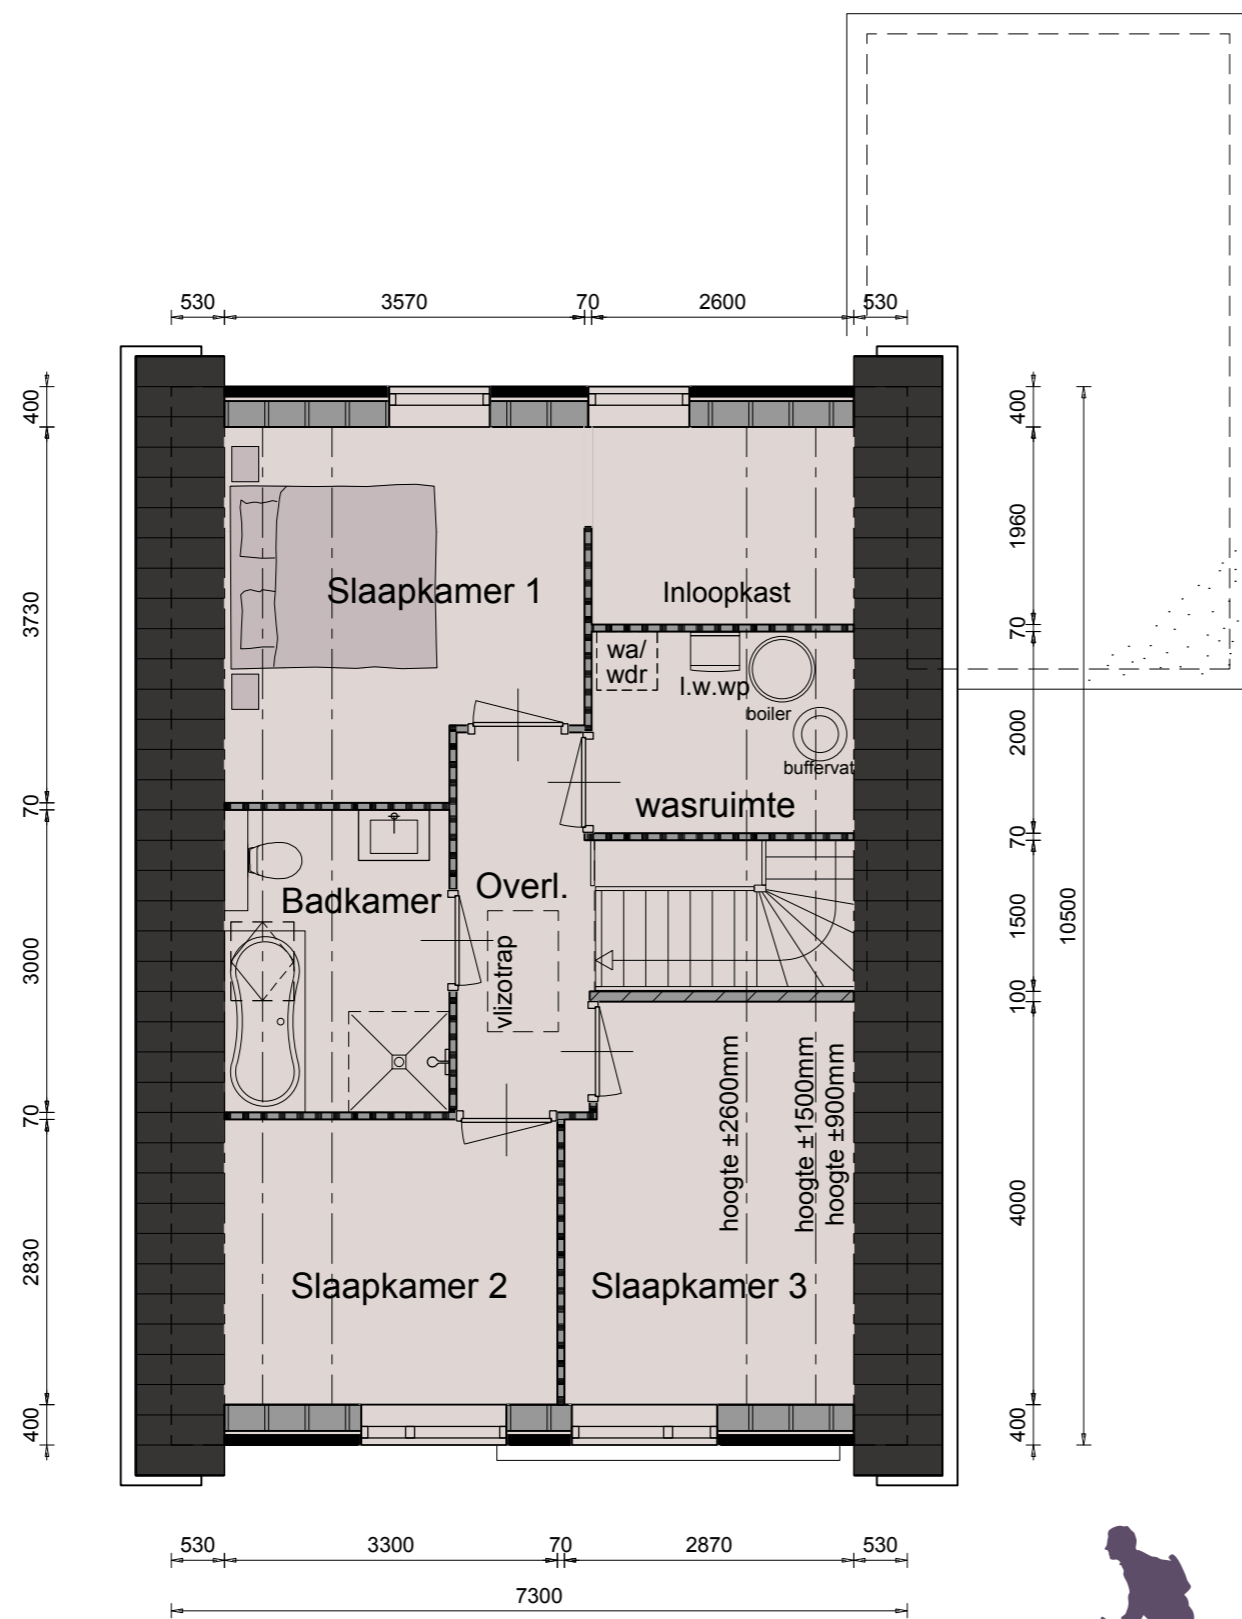 530 3570 70 2600 530
400
3730
70
3000
70
2830
400
400
1960
70
2000
70
1500
100
4000
400
10500
Slaapkamer 1
Inloopkast
wa/
wdr
l.w.wp
boiler
buffervat
wasruimte
Badkamer
Overl.
vlizotrap
hoogte ±2600mm
hoogte ±1500mm
hoogte ±900mm
Slaapkamer 2
Slaapkamer 3
530 3300 70 2870 530
7300